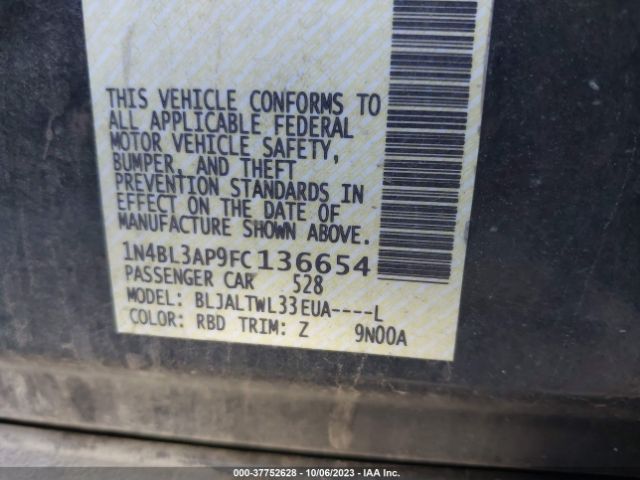 THIS VEHICLE CONFORMS TO
ALL APPLICABLE FEDERAL
MOTOR VEHICLE SAFETY,
BUMPER, AND THEFT
PREVENTION STANDARDS IN
EFFECT ON THE DATE OF
MANUFACTURE SHOWN ABOVE.
1N4BL3AP9FC136654
PASSENGER CAR 528
MODEL: BLJALTWL33EUA----L
COLOR: RBD TRIM: Z 9N00A
000-37752628 - 10/06/2023 - IAA Inc.